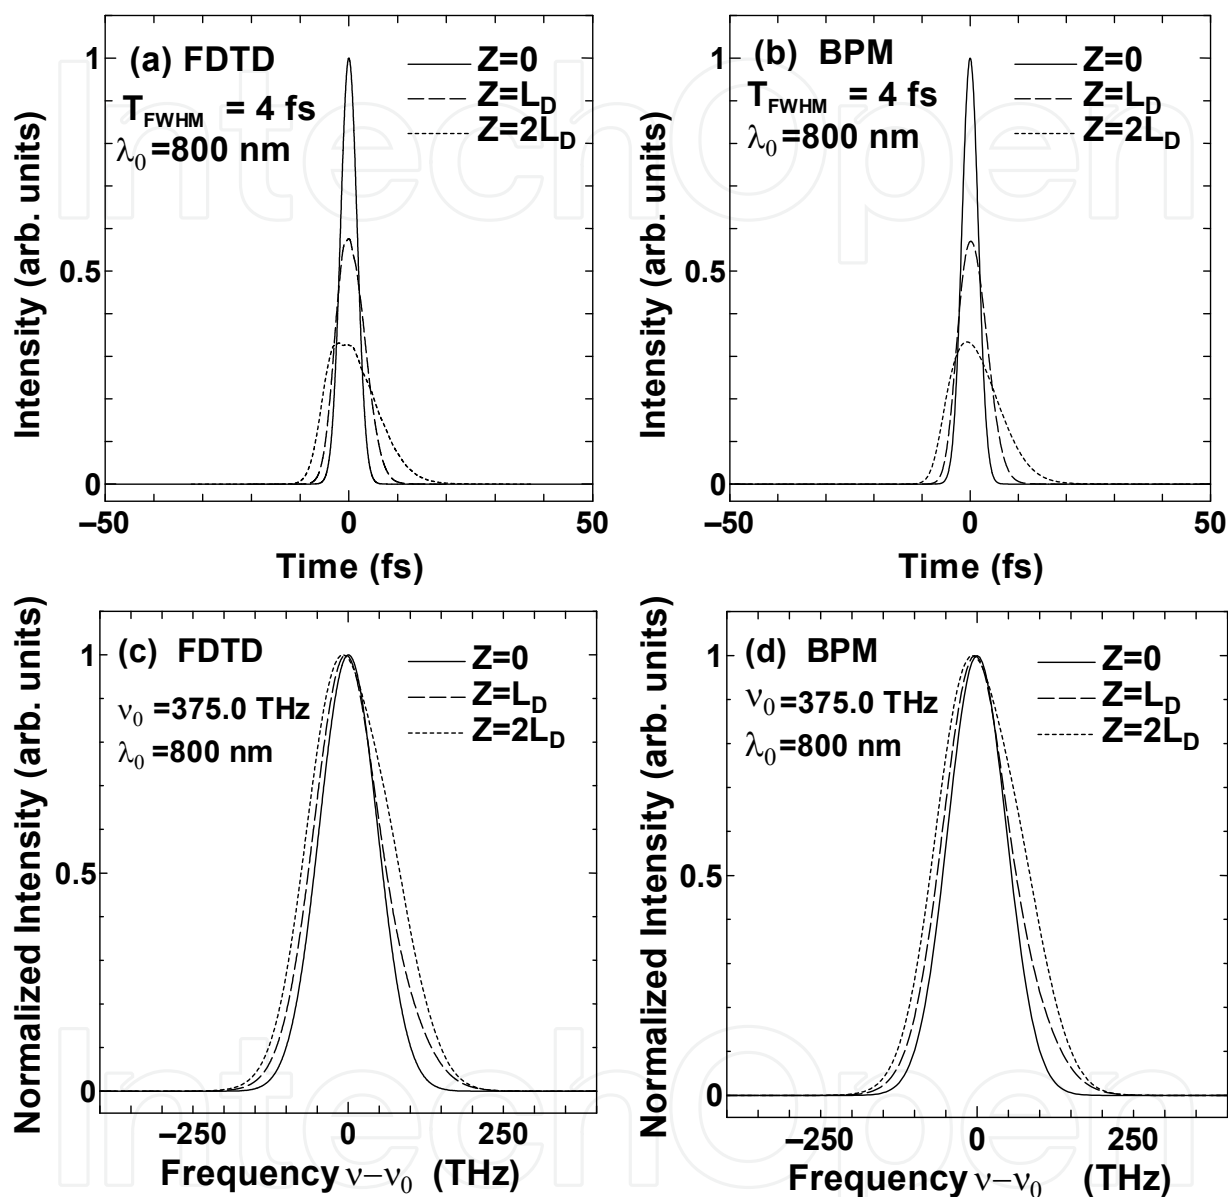 (a) FDTD
T_FWHM = 4 fs
λ₀=800 nm
Z=0
Z=L_D
Z=2L_D
1
0.5
0
Intensity (arb. units)
−50
0
50
Time (fs)
(b) BPM
T_FWHM = 4 fs
λ₀=800 nm
Z=0
Z=L_D
Z=2L_D
1
0.5
0
Intensity (arb. units)
−50
0
50
Time (fs)
(c) FDTD
ν₀=375.0 THz
λ₀=800 nm
Z=0
Z=L_D
Z=2L_D
1
0.5
0
Normalized Intensity (arb. units)
−250
0
250
Frequency ν−ν₀ (THz)
(d) BPM
ν₀=375.0 THz
λ₀=800 nm
Z=0
Z=L_D
Z=2L_D
1
0.5
0
Normalized Intensity (arb. units)
−250
0
250
Frequency ν−ν₀ (THz)
IntechOpen
IntechOpen